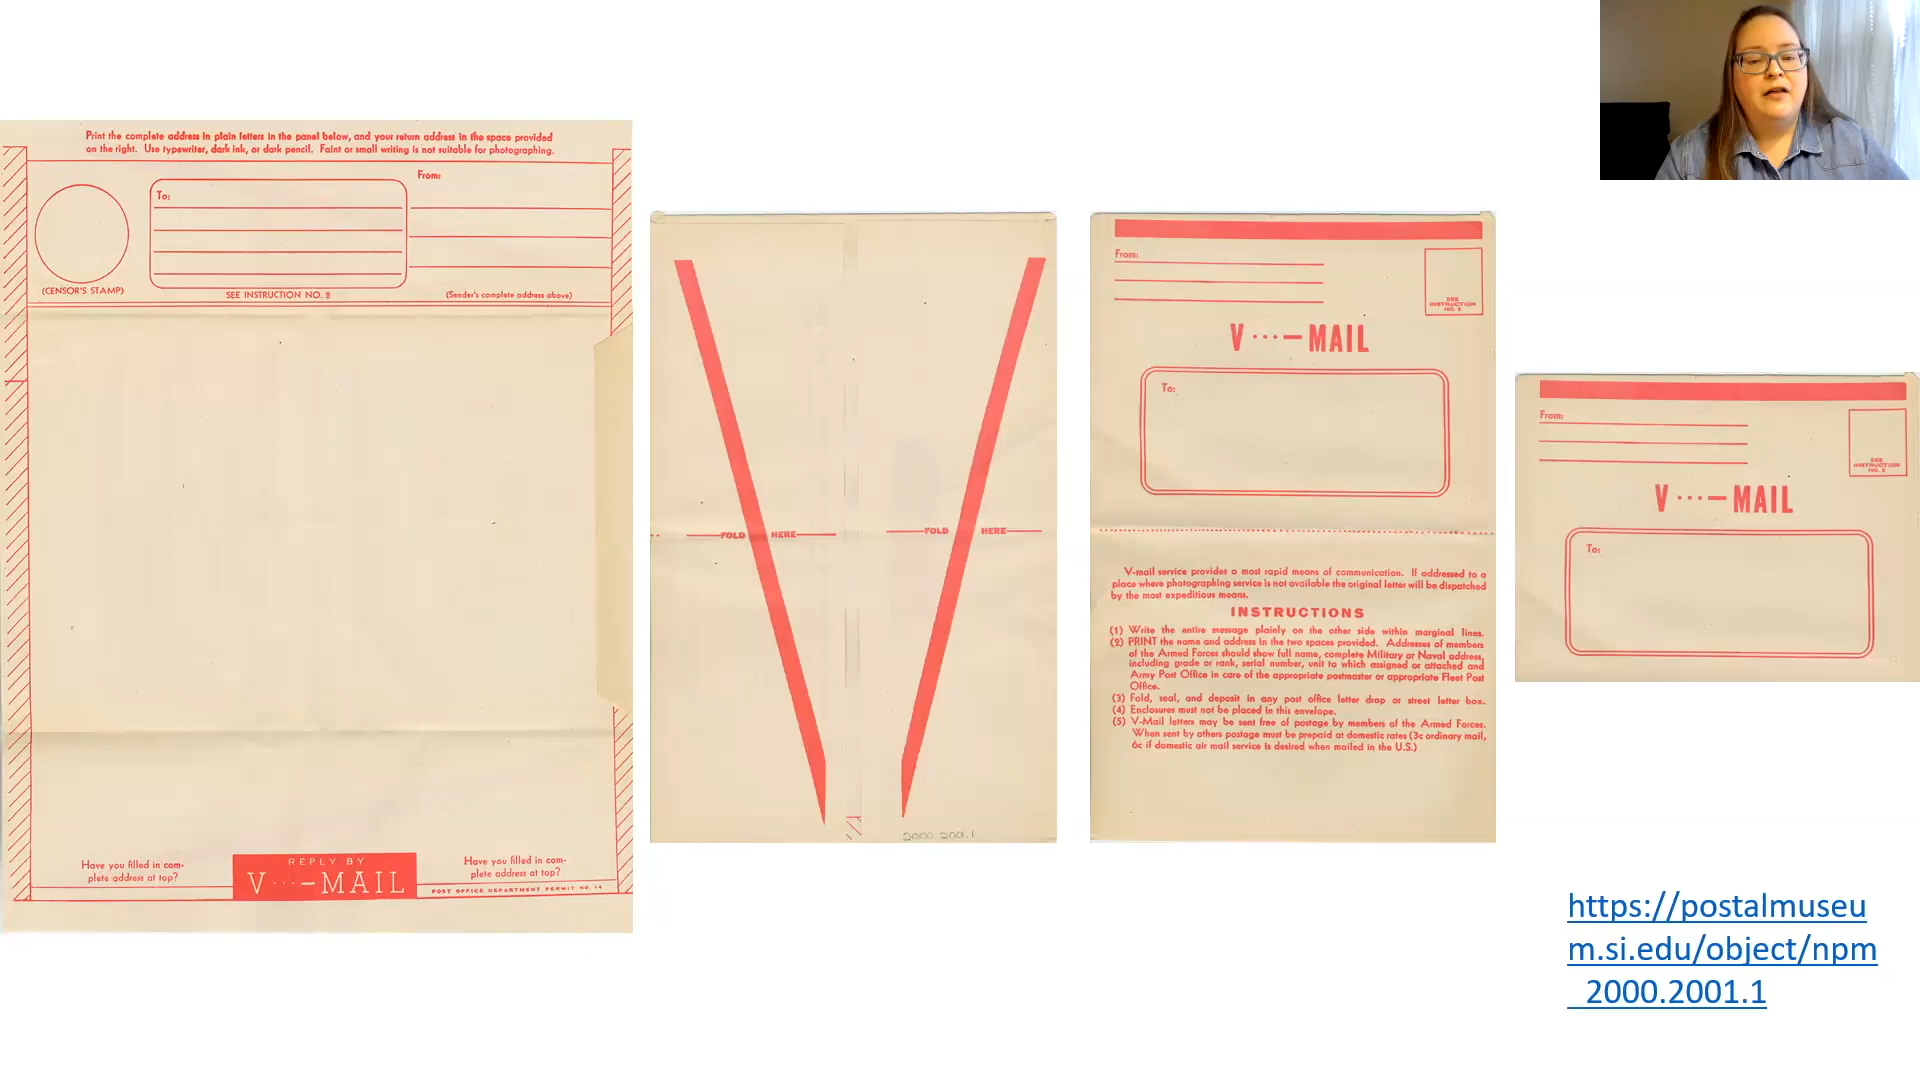 Print the complete address in plain letters in the panel below, and your return address in the space provided
on the right. Use typewriter, dark ink, or dark pencil. Faint or small writing is not suitable for photographing.
From:
To:
(CENSOR'S STAMP)
SEE INSTRUCTION NO. 2
(Sender's complete address above)
Have you filled in com-
plete address at top?
REPLY BY
V···—MAIL
Have you filled in com-
plete address at top?
POST OFFICE DEPARTMENT PERMIT NO. 14
FOLD HERE
FOLD HERE
2000.2001.1
From:
SEE
INSTRUCTION
NO. 5
V ···— MAIL
To:
V-mail service provides a most rapid means of communication. If addressed to a
place where photographing service is not available the original letter will be dispatched
by the most expeditious means.
INSTRUCTIONS
(1) Write the entire message plainly on the other side within marginal lines.
(2) PRINT the name and address in the two spaces provided. Addresses of members
of the Armed Forces should show full name, complete Military or Naval address,
including grade or rank, serial number, unit to which assigned or attached and
Army Post Office in care of the appropriate postmaster or appropriate Fleet Post
Office.
(3) Fold, seal, and deposit in any post office letter drop or street letter box.
(4) Enclosures must not be placed in this envelope.
(5) V-Mail letters may be sent free of postage by members of the Armed Forces.
When sent by others postage must be prepaid at domestic rates (3c ordinary mail,
6c if domestic air mail service is desired when mailed in the U.S.)
From:
SEE
INSTRUCTION
NO. 5
V ···— MAIL
To:
https://postalmuseu
m.si.edu/object/npm
_2000.2001.1